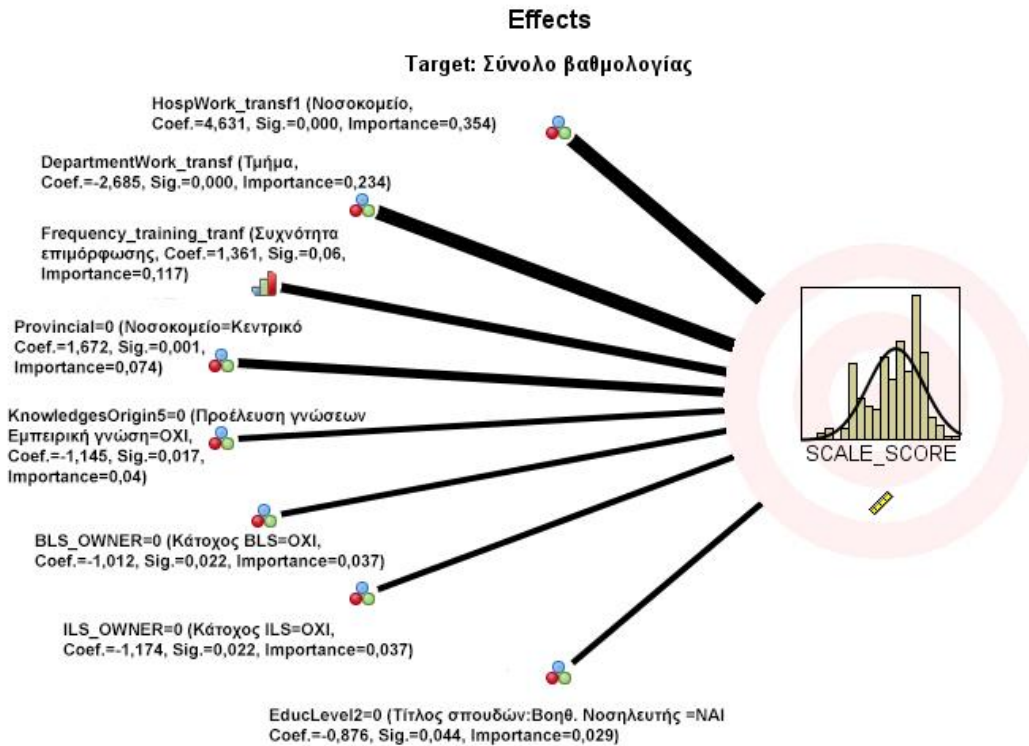 Effects
Target: Σύνολο βαθμολογίας
HospWork_transf1 (Νοσοκομείο,
Coef.=4,631, Sig.=0,000, Importance=0,354)
DepartmentWork_transf (Τμήμα,
Coef.=-2,685, Sig.=0,000, Importance=0,234)
Frequency_training_tranf (Συχνότητα
επιμόρφωσης, Coef.=1,361, Sig.=0,06,
Importance=0,117)
Provincial=0 (Νοσοκομείο=Κεντρικό
Coef.=1,672, Sig.=0,001,
Importance=0,074)
KnowledgesOrigin5=0 (Προέλευση γνώσεων
Εμπειρική γνώση=ΟΧΙ,
Coef.=-1,145, Sig.=0,017,
Importance=0,04)
BLS_OWNER=0 (Κάτοχος BLS=ΟΧΙ,
Coef.=-1,012, Sig.=0,022, Importance=0,037)
ILS_OWNER=0 (Κάτοχος ILS=ΟΧΙ,
Coef.=-1,174, Sig.=0,022, Importance=0,037)
EducLevel2=0 (Τίτλος σπουδών:Βοηθ. Νοσηλευτής =ΝΑΙ
Coef.=-0,876, Sig.=0,044, Importance=0,029)
SCALE_SCORE